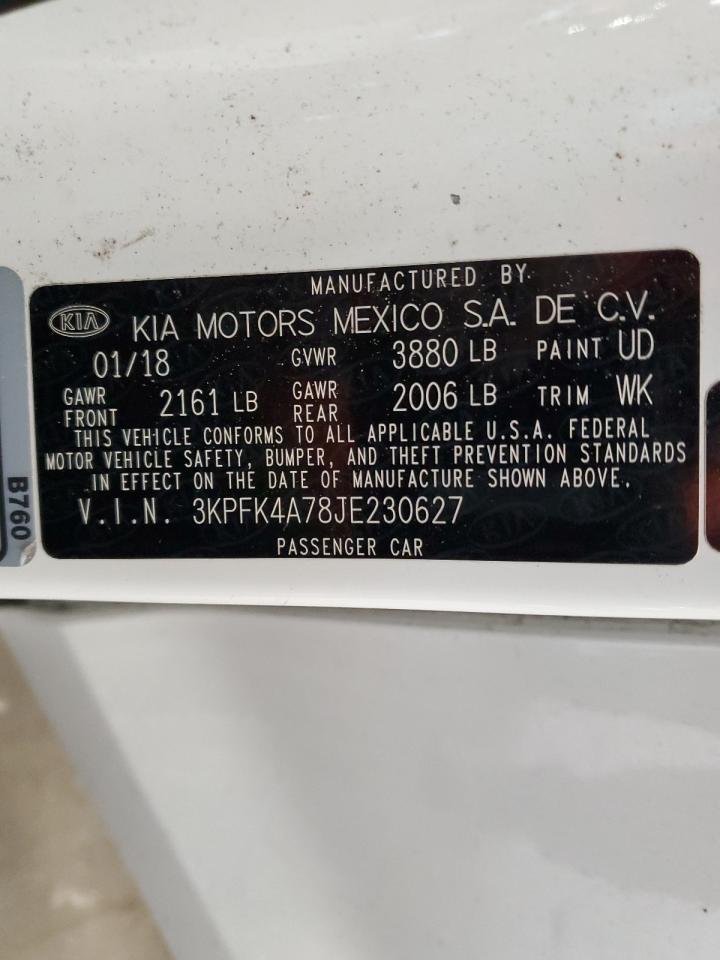 MANUFACTURED BY
KIA KIA MOTORS MEXICO S.A. DE C.V.
01/18 GVWR 3880 LB PAINT UD
GAWR FRONT 2161 LB GAWR REAR 2006 LB TRIM WK
THIS VEHICLE CONFORMS TO ALL APPLICABLE U.S.A. FEDERAL
MOTOR VEHICLE SAFETY, BUMPER, AND THEFT PREVENTION STANDARDS
IN EFFECT ON THE DATE OF MANUFACTURE SHOWN ABOVE.
V.I.N. 3KPFK4A78JE230627
PASSENGER CAR
B760